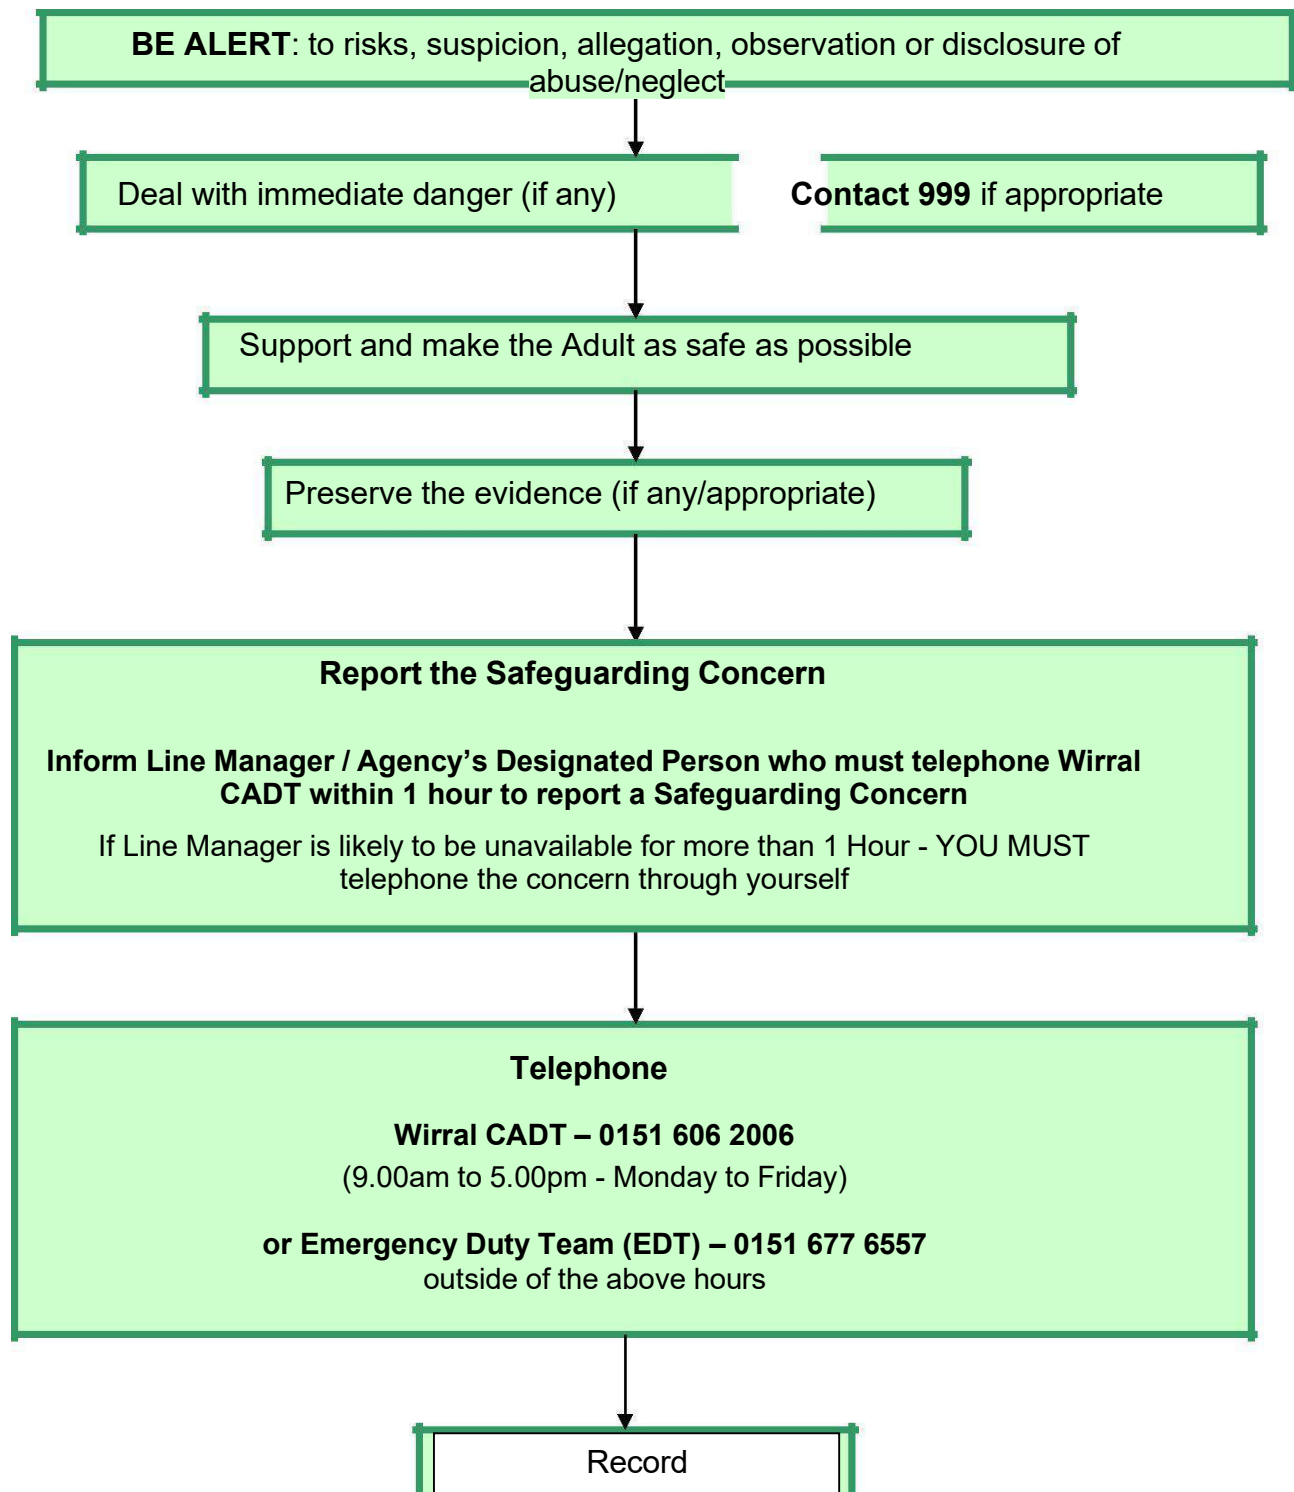 BE ALERT: to risks, suspicion, allegation, observation or disclosure of
abuse/neglect
Deal with immediate danger (if any)
Contact 999 if appropriate
Support and make the Adult as safe as possible
Preserve the evidence (if any/appropriate)
Report the Safeguarding Concern
Inform Line Manager / Agency’s Designated Person who must telephone Wirral
CADT within 1 hour to report a Safeguarding Concern
If Line Manager is likely to be unavailable for more than 1 Hour - YOU MUST
telephone the concern through yourself
Telephone
Wirral CADT – 0151 606 2006
(9.00am to 5.00pm - Monday to Friday)
or Emergency Duty Team (EDT) – 0151 677 6557
outside of the above hours
Record